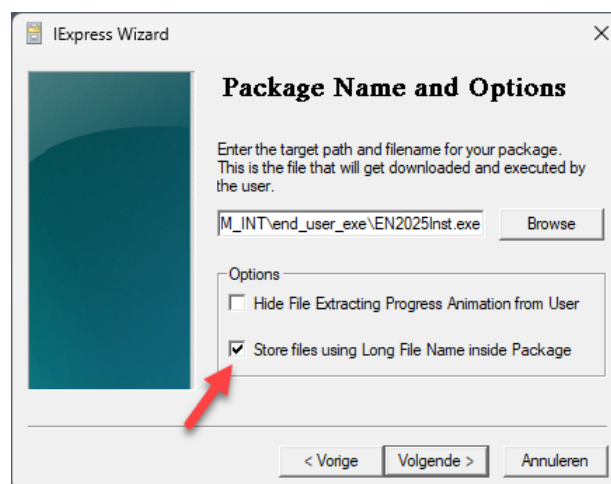 IExpress Wizard
Package Name and Options
Enter the target path and filename for your package.
This is the file that will get downloaded and executed by
the user.
M_INT\end_user_exe\EN2025Inst.exe
Browse
Options
Hide File Extracting Progress Animation from User
Store files using Long File Name inside Package
< Vorige
Volgende >
Annuleren